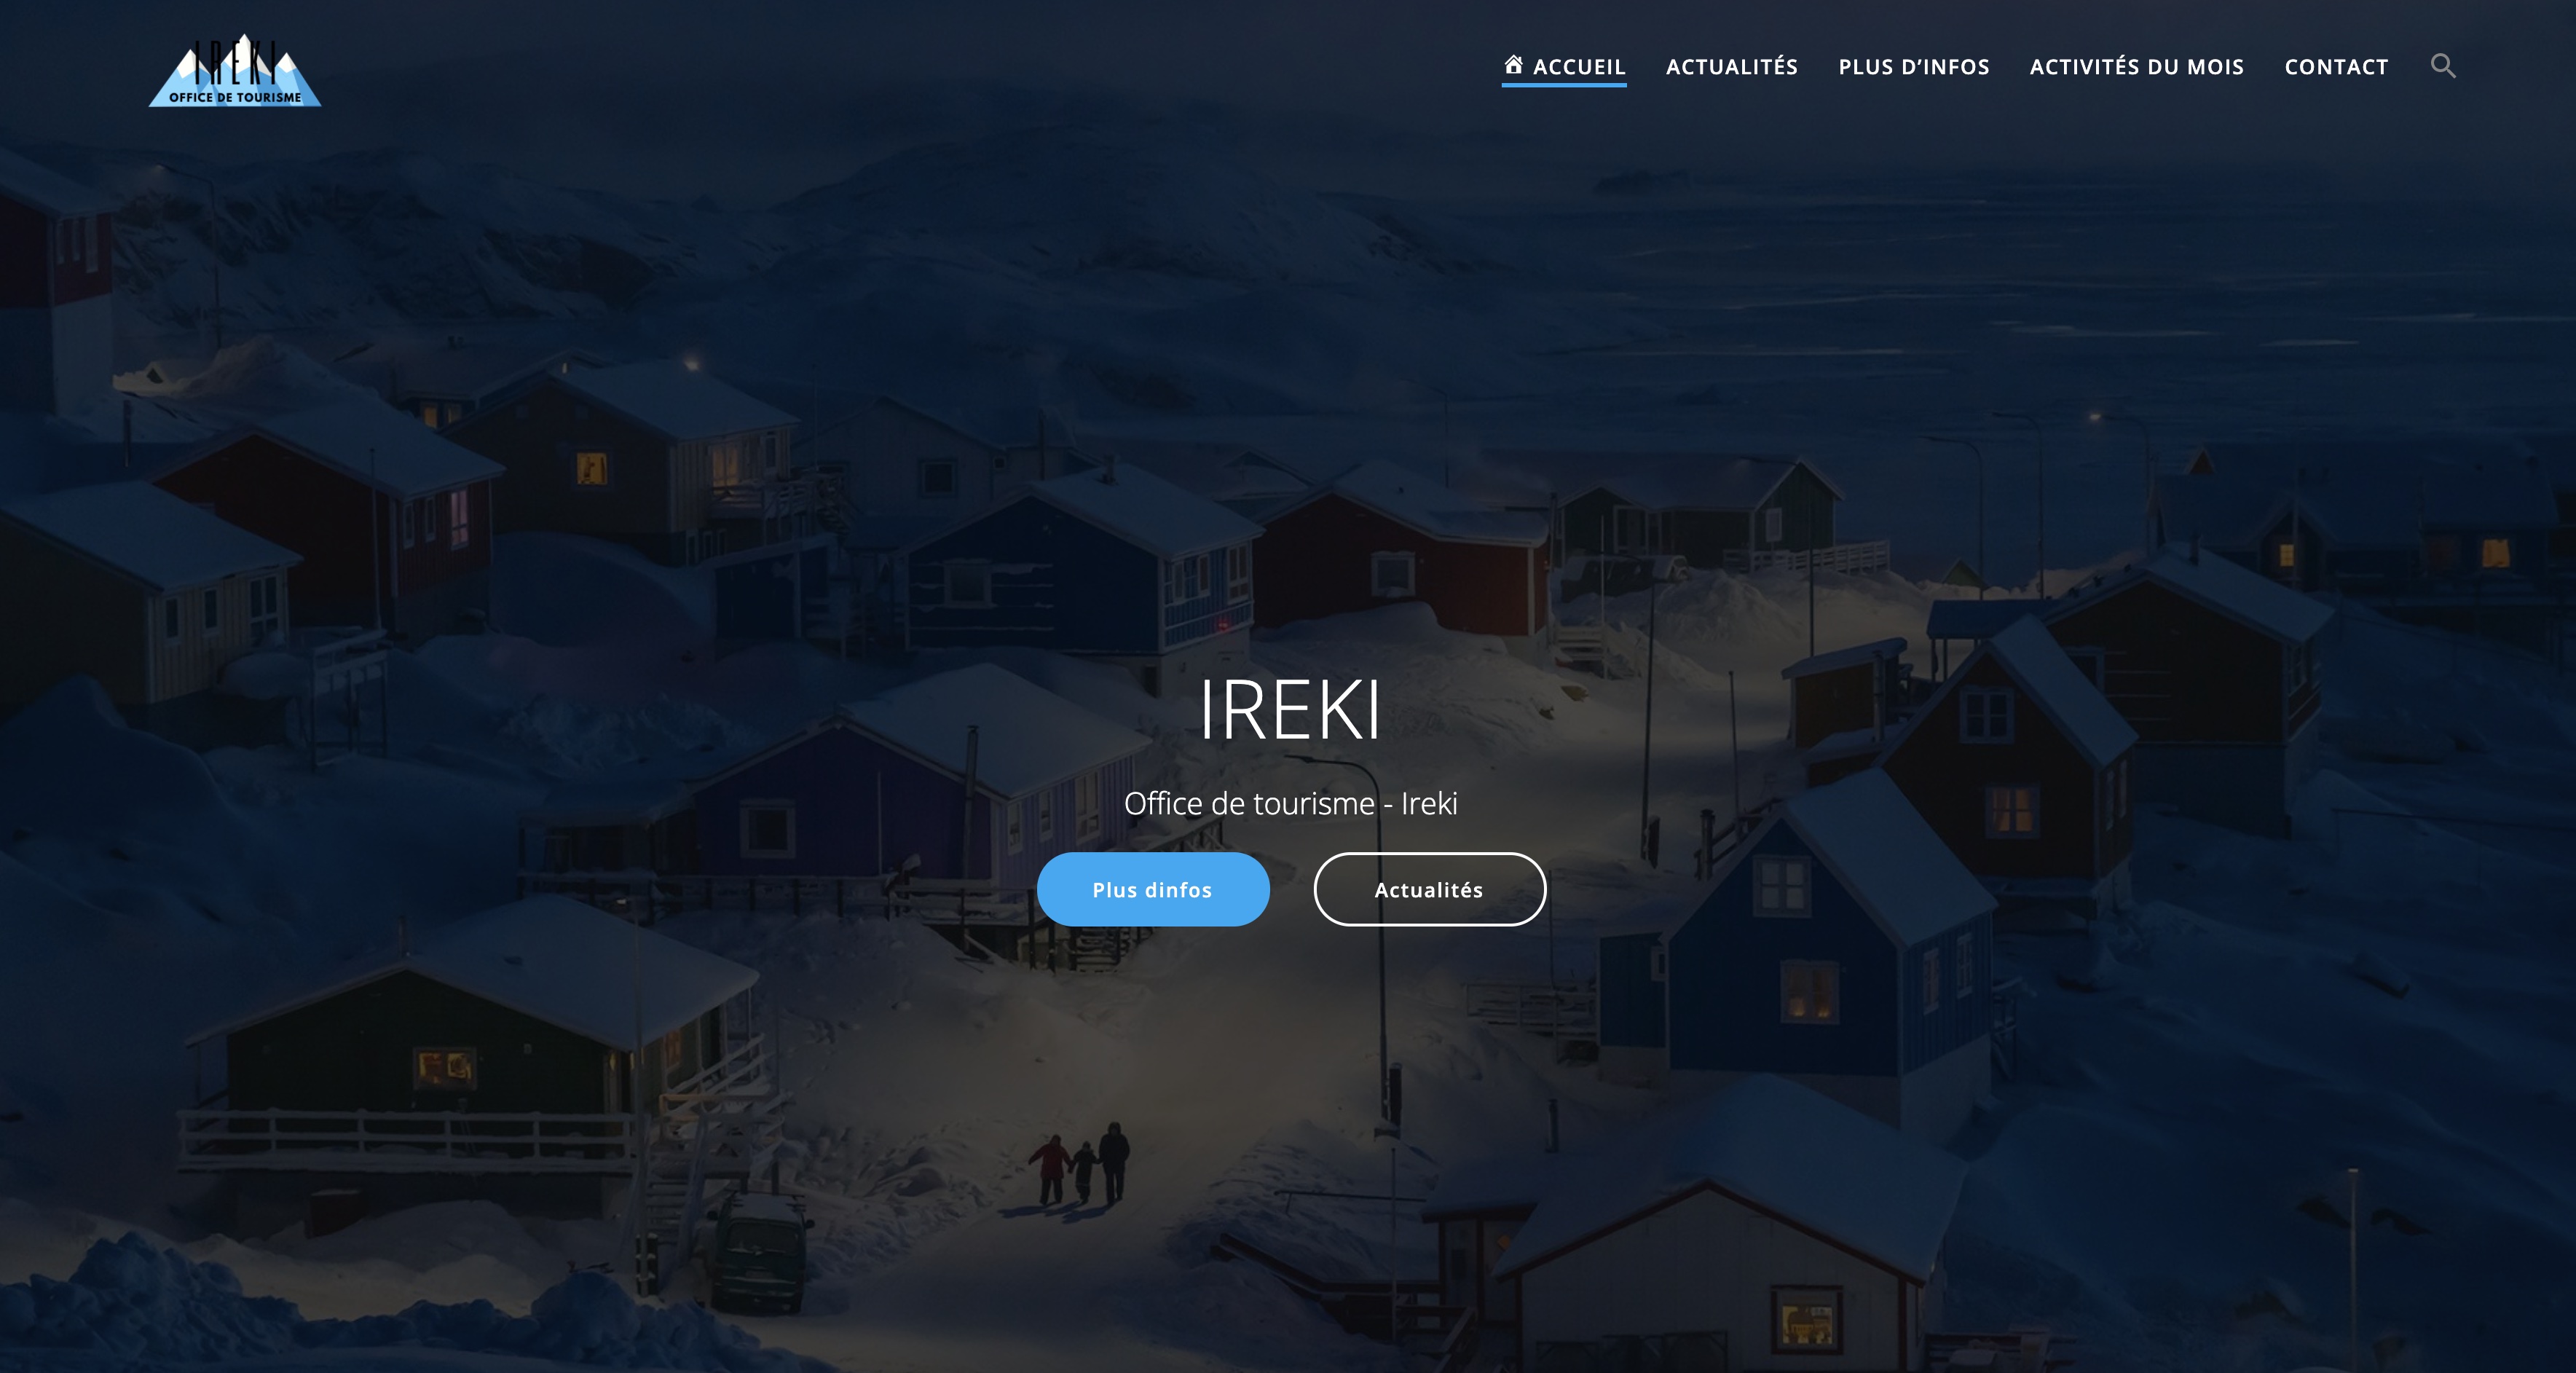 IREKI
OFFICE DE TOURISME
ACCUEIL ACTUALITÉS PLUS D’INFOS ACTIVITÉS DU MOIS CONTACT
IREKI
Office de tourisme - Ireki
Plus dinfos Actualités